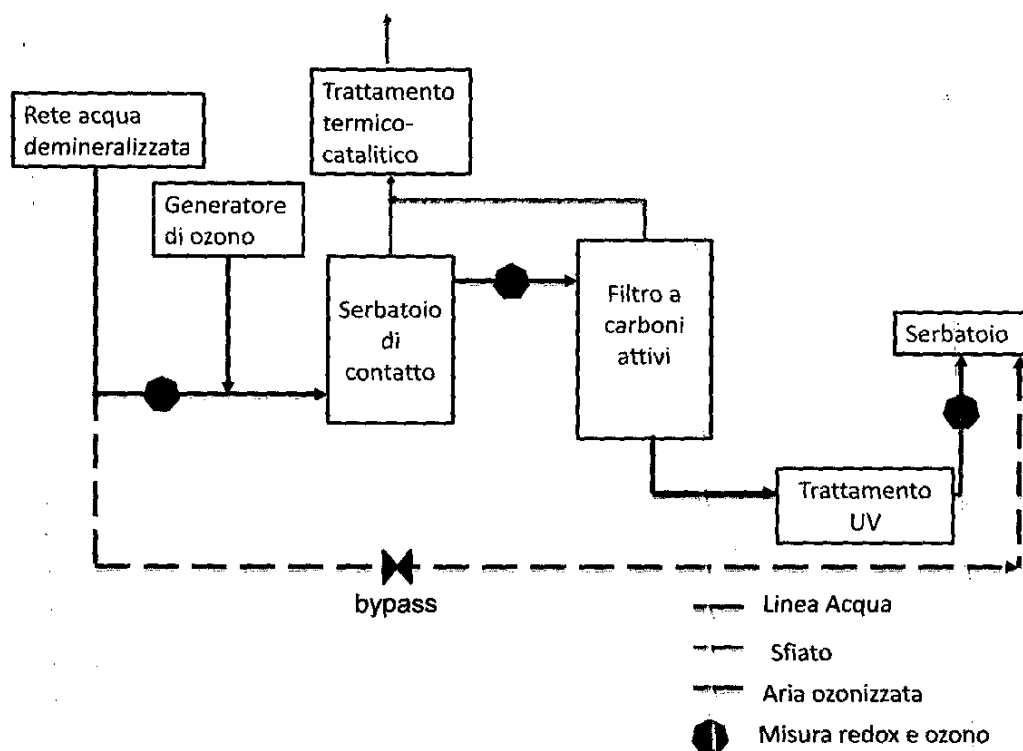 Rete acqua
demineralizzata
Trattamento
termico-
catalitico
Generatore
di ozono
Serbatoio
di
contatto
Filtro a
carboni
attivi
Serbatoio
Trattamento
UV
bypass
Linea Acqua
Sfiato
Aria ozonizzata
Misura redox e ozono